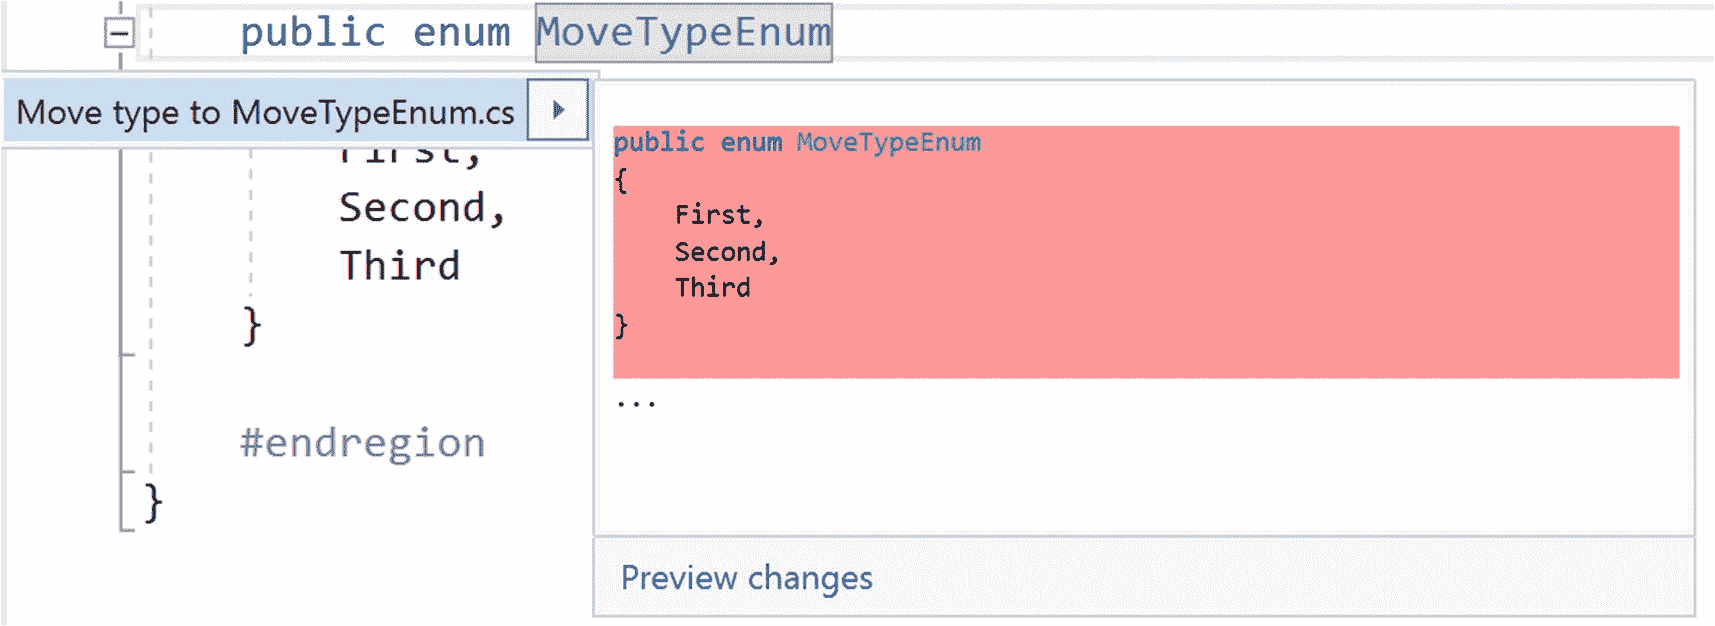 public enum MoveTypeEnum
Move type to MoveTypeEnum.cs
First,
Second,
Third
}
#endregion
}
public enum MoveTypeEnum
{
First,
Second,
Third
}
...
Preview changes